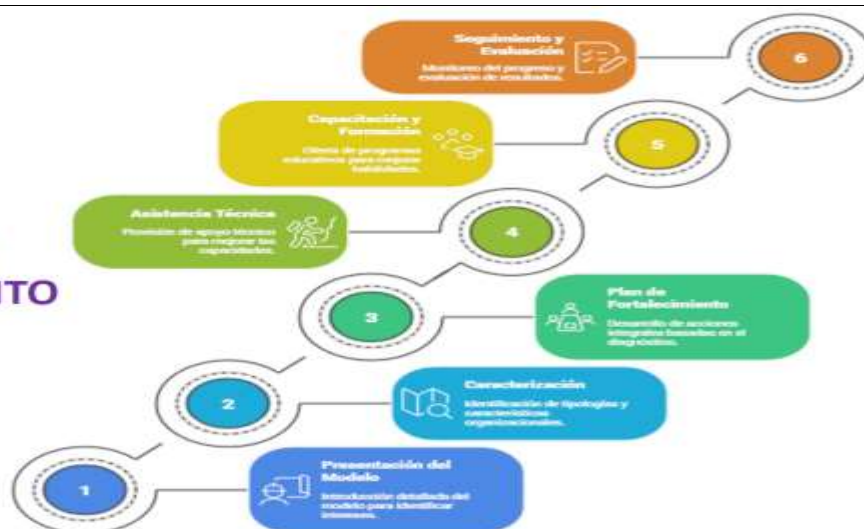 Seguimiento y
Evaluación
Monitoreo del progreso y
evaluación de resultados.
6
Capacitación y
Formación
Oferta de programas
educativos para mejorar
habilidades.
5
Asistencia Técnica
Provisión de apoyo técnico
para mejorar las
capacidades.
4
ITO
3
Plan de
Fortalecimiento
Desarrollo de acciones
integrales basadas en el
diagnóstico.
2
Caracterización
Identificación de tipologías y
características
organizacionales.
1
Presentación del
Modelo
Introducción detallada del
modelo para identificar
intereses.